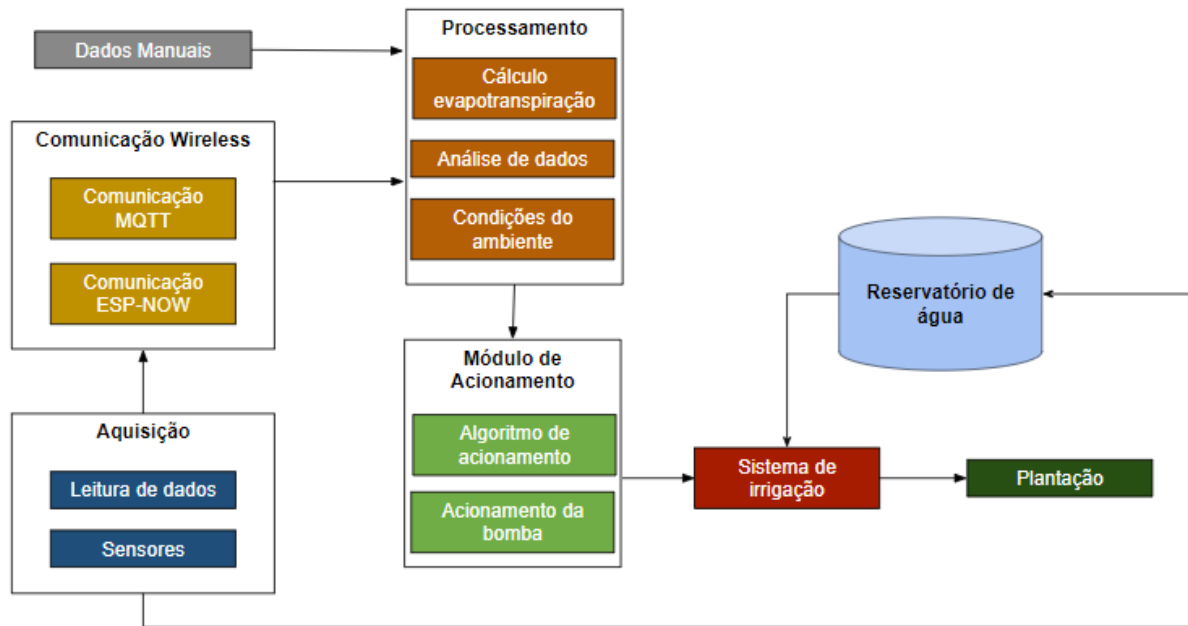 Dados Manuais
Processamento
Cálculo
evapotranspiração
Análise de dados
Condições do
ambiente
Comunicação Wireless
Comunicação
MQTT
Comunicação
ESP-NOW
Aquisição
Leitura de dados
Sensores
Módulo de
Acionamento
Algoritmo de
acionamento
Acionamento da
bomba
Sistema de
irrigação
Reservatório de
água
Plantação